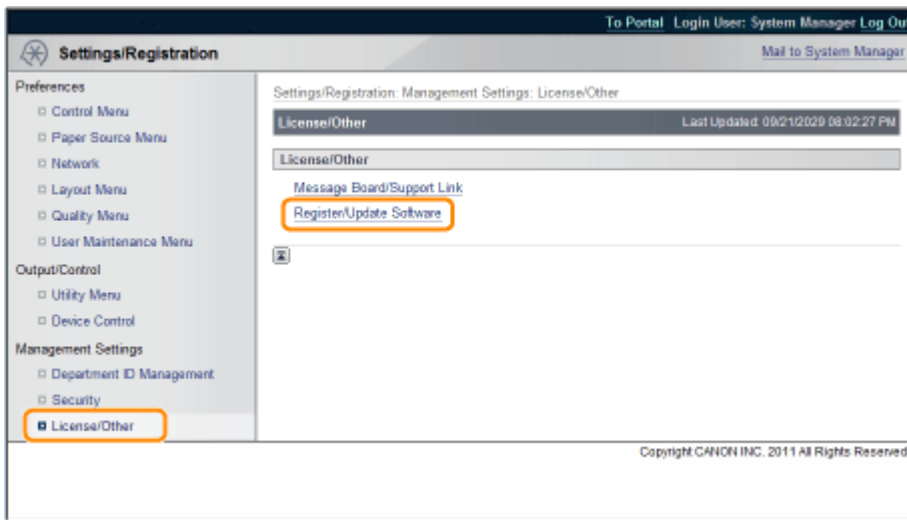 To Portal Login User: System Manager Log Ou
Settings/Registration
Mail to System Manager
Preferences
Control Menu
Paper Source Menu
Network
Layout Menu
Quality Menu
User Maintenance Menu
Output/Control
Utility Menu
Device Control
Management Settings
Department ID Management
Security
License/Other
Settings/Registration: Management Settings: License/Other
License/Other
Last Updated: 09/21/2029 08:02:27 PM
License/Other
Message Board/Support Link
Register/Update Software
Copyright CANON INC. 2011 All Rights Reserved